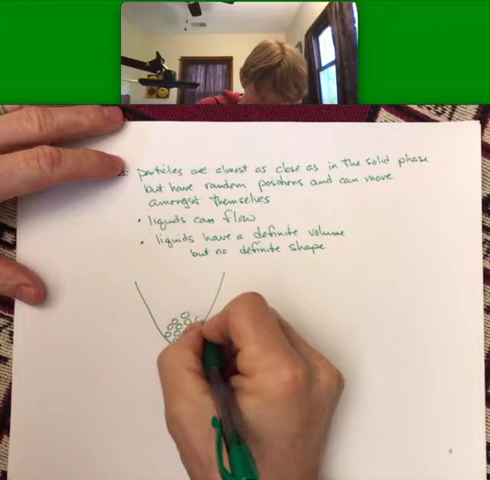 particles are almost as close as in the solid phase
but have random positions and can move
amongst themselves
• liquids can flow
• liquids have a definite volume
but no definite shape
4